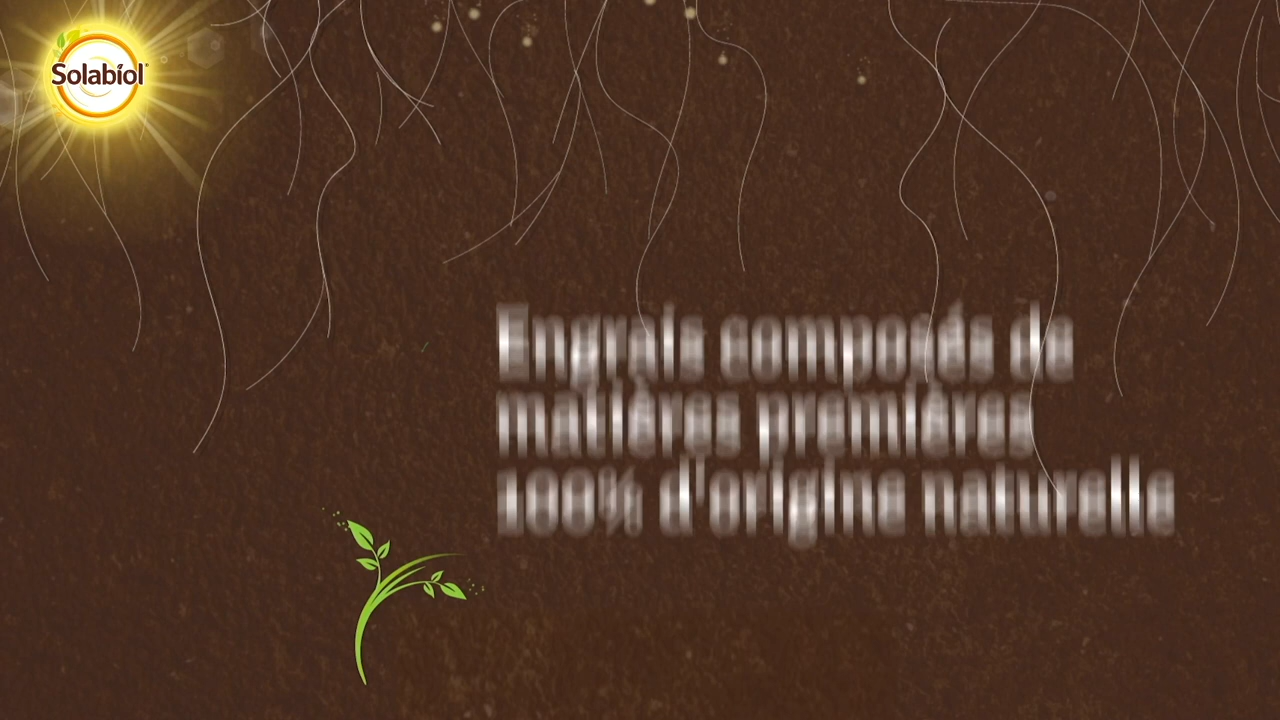 Solabiol
Engrais composés de
matières premières
100% d'origine naturelle